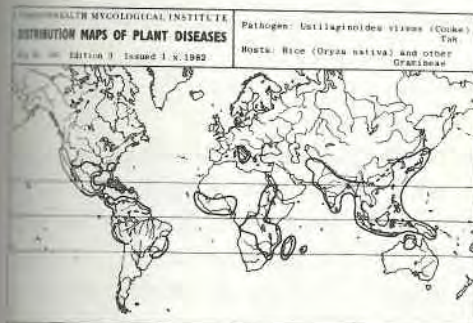 COMMONWEALTH MYCOLOGICAL INSTITUTE
DISTRIBUTION MAPS OF PLANT DISEASES
Edition 3 Issued 1.x.1982
Pathogen: Ustilaginoidea virens (Cooke)
Tak.
Hosts: Rice (Oryza sativa) and other
Gramineae